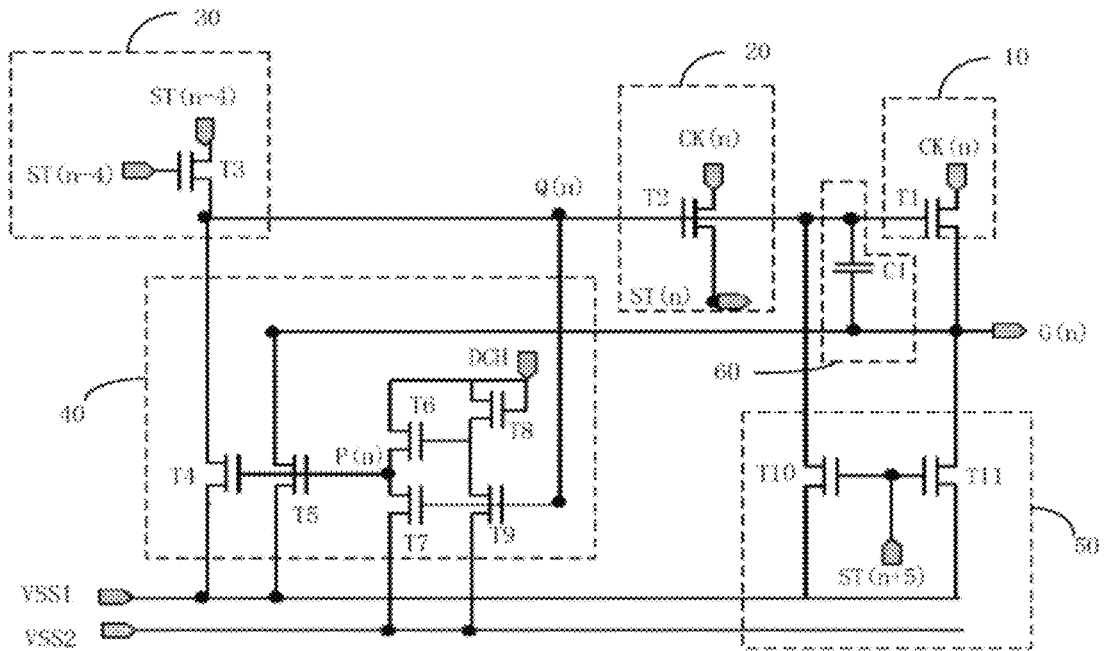 30
20
10
ST(n-4)
CK(n)
CK(n)
ST(n-4)
T3
Q(n)
T2
T1
C1
ST(n)
G(n)
DCH
60
40
T6
T8
P(n)
T4
T10
T11
T5
T7
T9
50
ST(n+5)
VSS1
VSS2